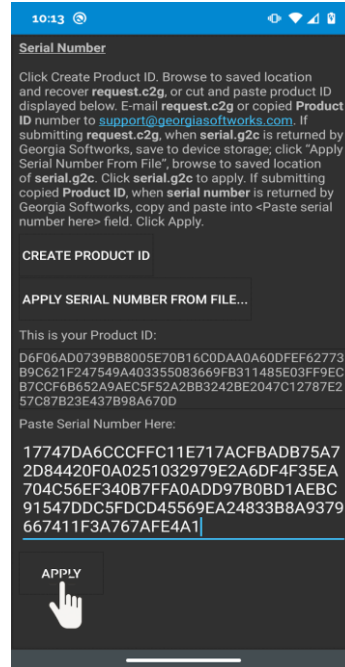 10:13
Serial Number
Click Create Product ID. Browse to saved location
and recover request.c2g, or cut and paste product ID
displayed below. E-mail request.c2g or copied Product
ID number to support@georgiasoftworks.com. If
submitting request.c2g, when serial.g2c is returned by
Georgia Softworks, save to device storage; click "Apply
Serial Number From File", browse to saved location
of serial.g2c. Click serial.g2c to apply. If submitting
copied Product ID, when serial number is returned by
Georgia Softworks, copy and paste into <Paste serial
number here> field. Click Apply.
CREATE PRODUCT ID
APPLY SERIAL NUMBER FROM FILE...
This is your Product ID:
D6F06AD0739BB8005E70B16C0DAA0A60DFEF62773
B9C621F247549A403355083669FB311485E03FF9EC
B7CCF6B652A9AEC5F52A2BB3242BE2047C12787E2
57C87B23E437B98A670D
Paste Serial Number Here:
17747DA6CCCFFC11E717ACFBADB75A7
2D84420F0A0251032979E2A6DF4F35EA
704C56EF340B7FFA0ADD97B0BD1AEBC
91547DDC5FDCD45569EA24833B8A9379
667411F3A767AFE4A1
APPLY